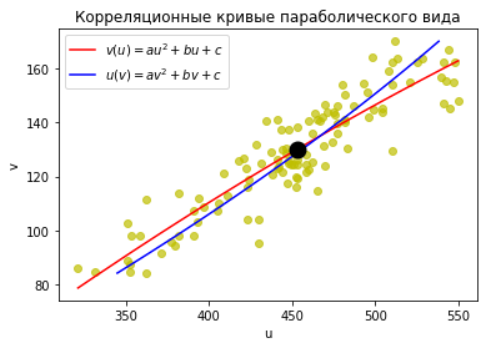 Корреляционные кривые параболического вида
v(u) = au² + bu + c
u(v) = av² + bv + c
v
160
140
120
100
80
350 400 450 500 550
u